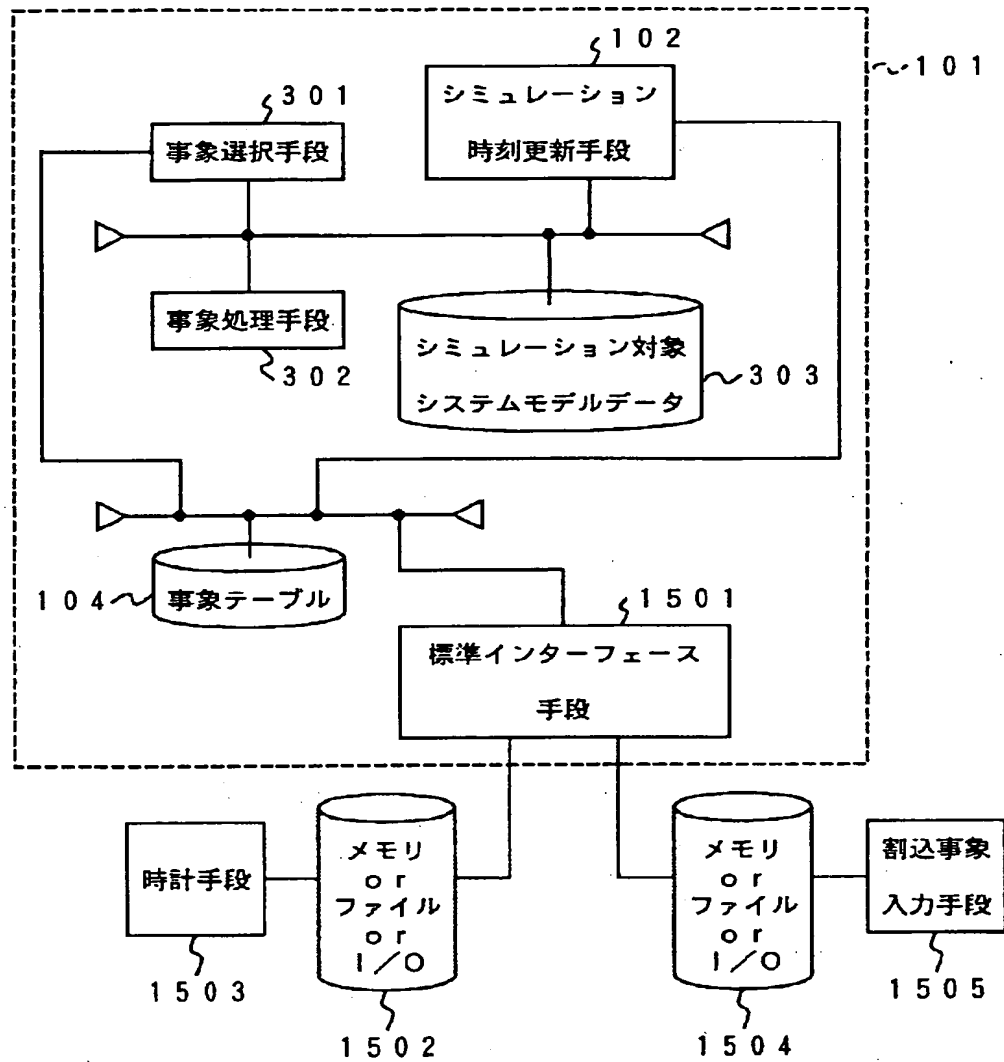 102
101
シミュレーション
時刻更新手段
301
事象選択手段
事象処理手段
302
シミュレーション対象
システムモデルデータ
303
104
事象テーブル
1501
標準インターフェース
手段
時計手段
1503
メモリ
or
ファイル
or
I/O
1502
メモリ
or
ファイル
or
I/O
1504
割込事象
入力手段
1505